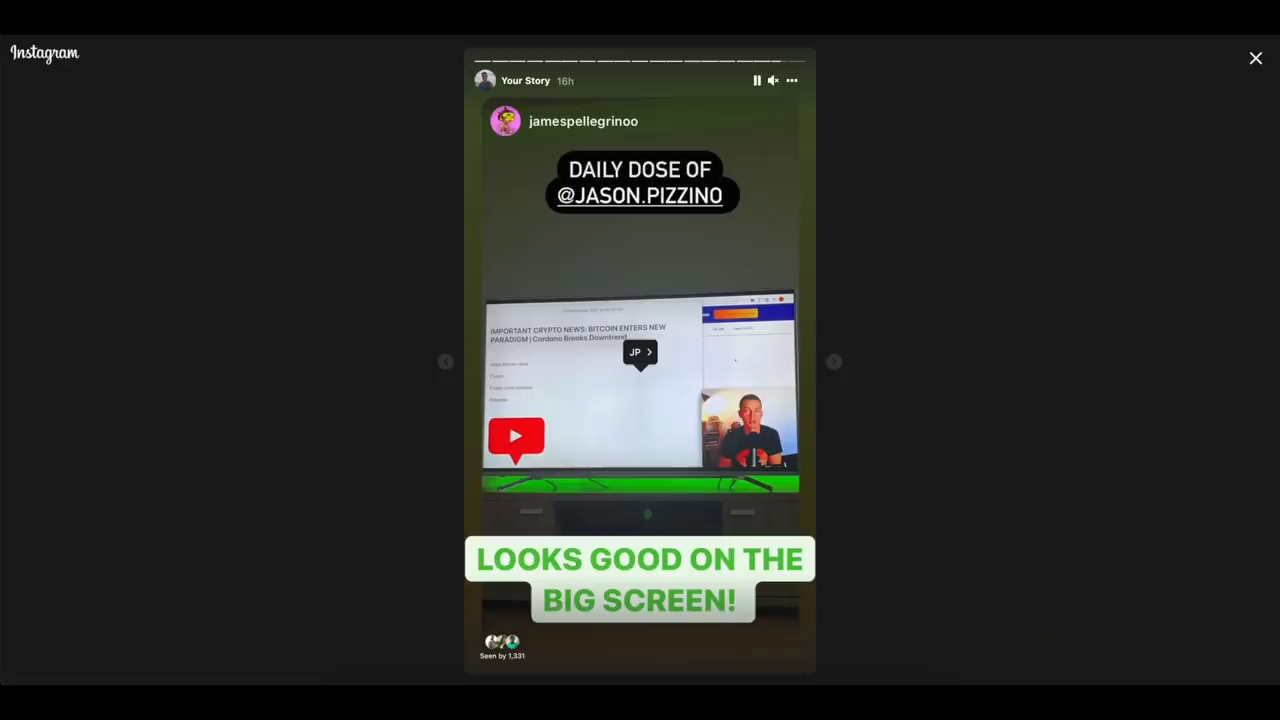 Instagram
Your Story 16h
jamespellegrinoo
DAILY DOSE OF
@JASON.PIZZINO
IMPORTANT CRYPTO NEWS: BITCOIN ENTERS NEW
PARADIGM | Cardano Breaks Downtrend
JP
LOOKS GOOD ON THE
BIG SCREEN!
Seen by 1,331